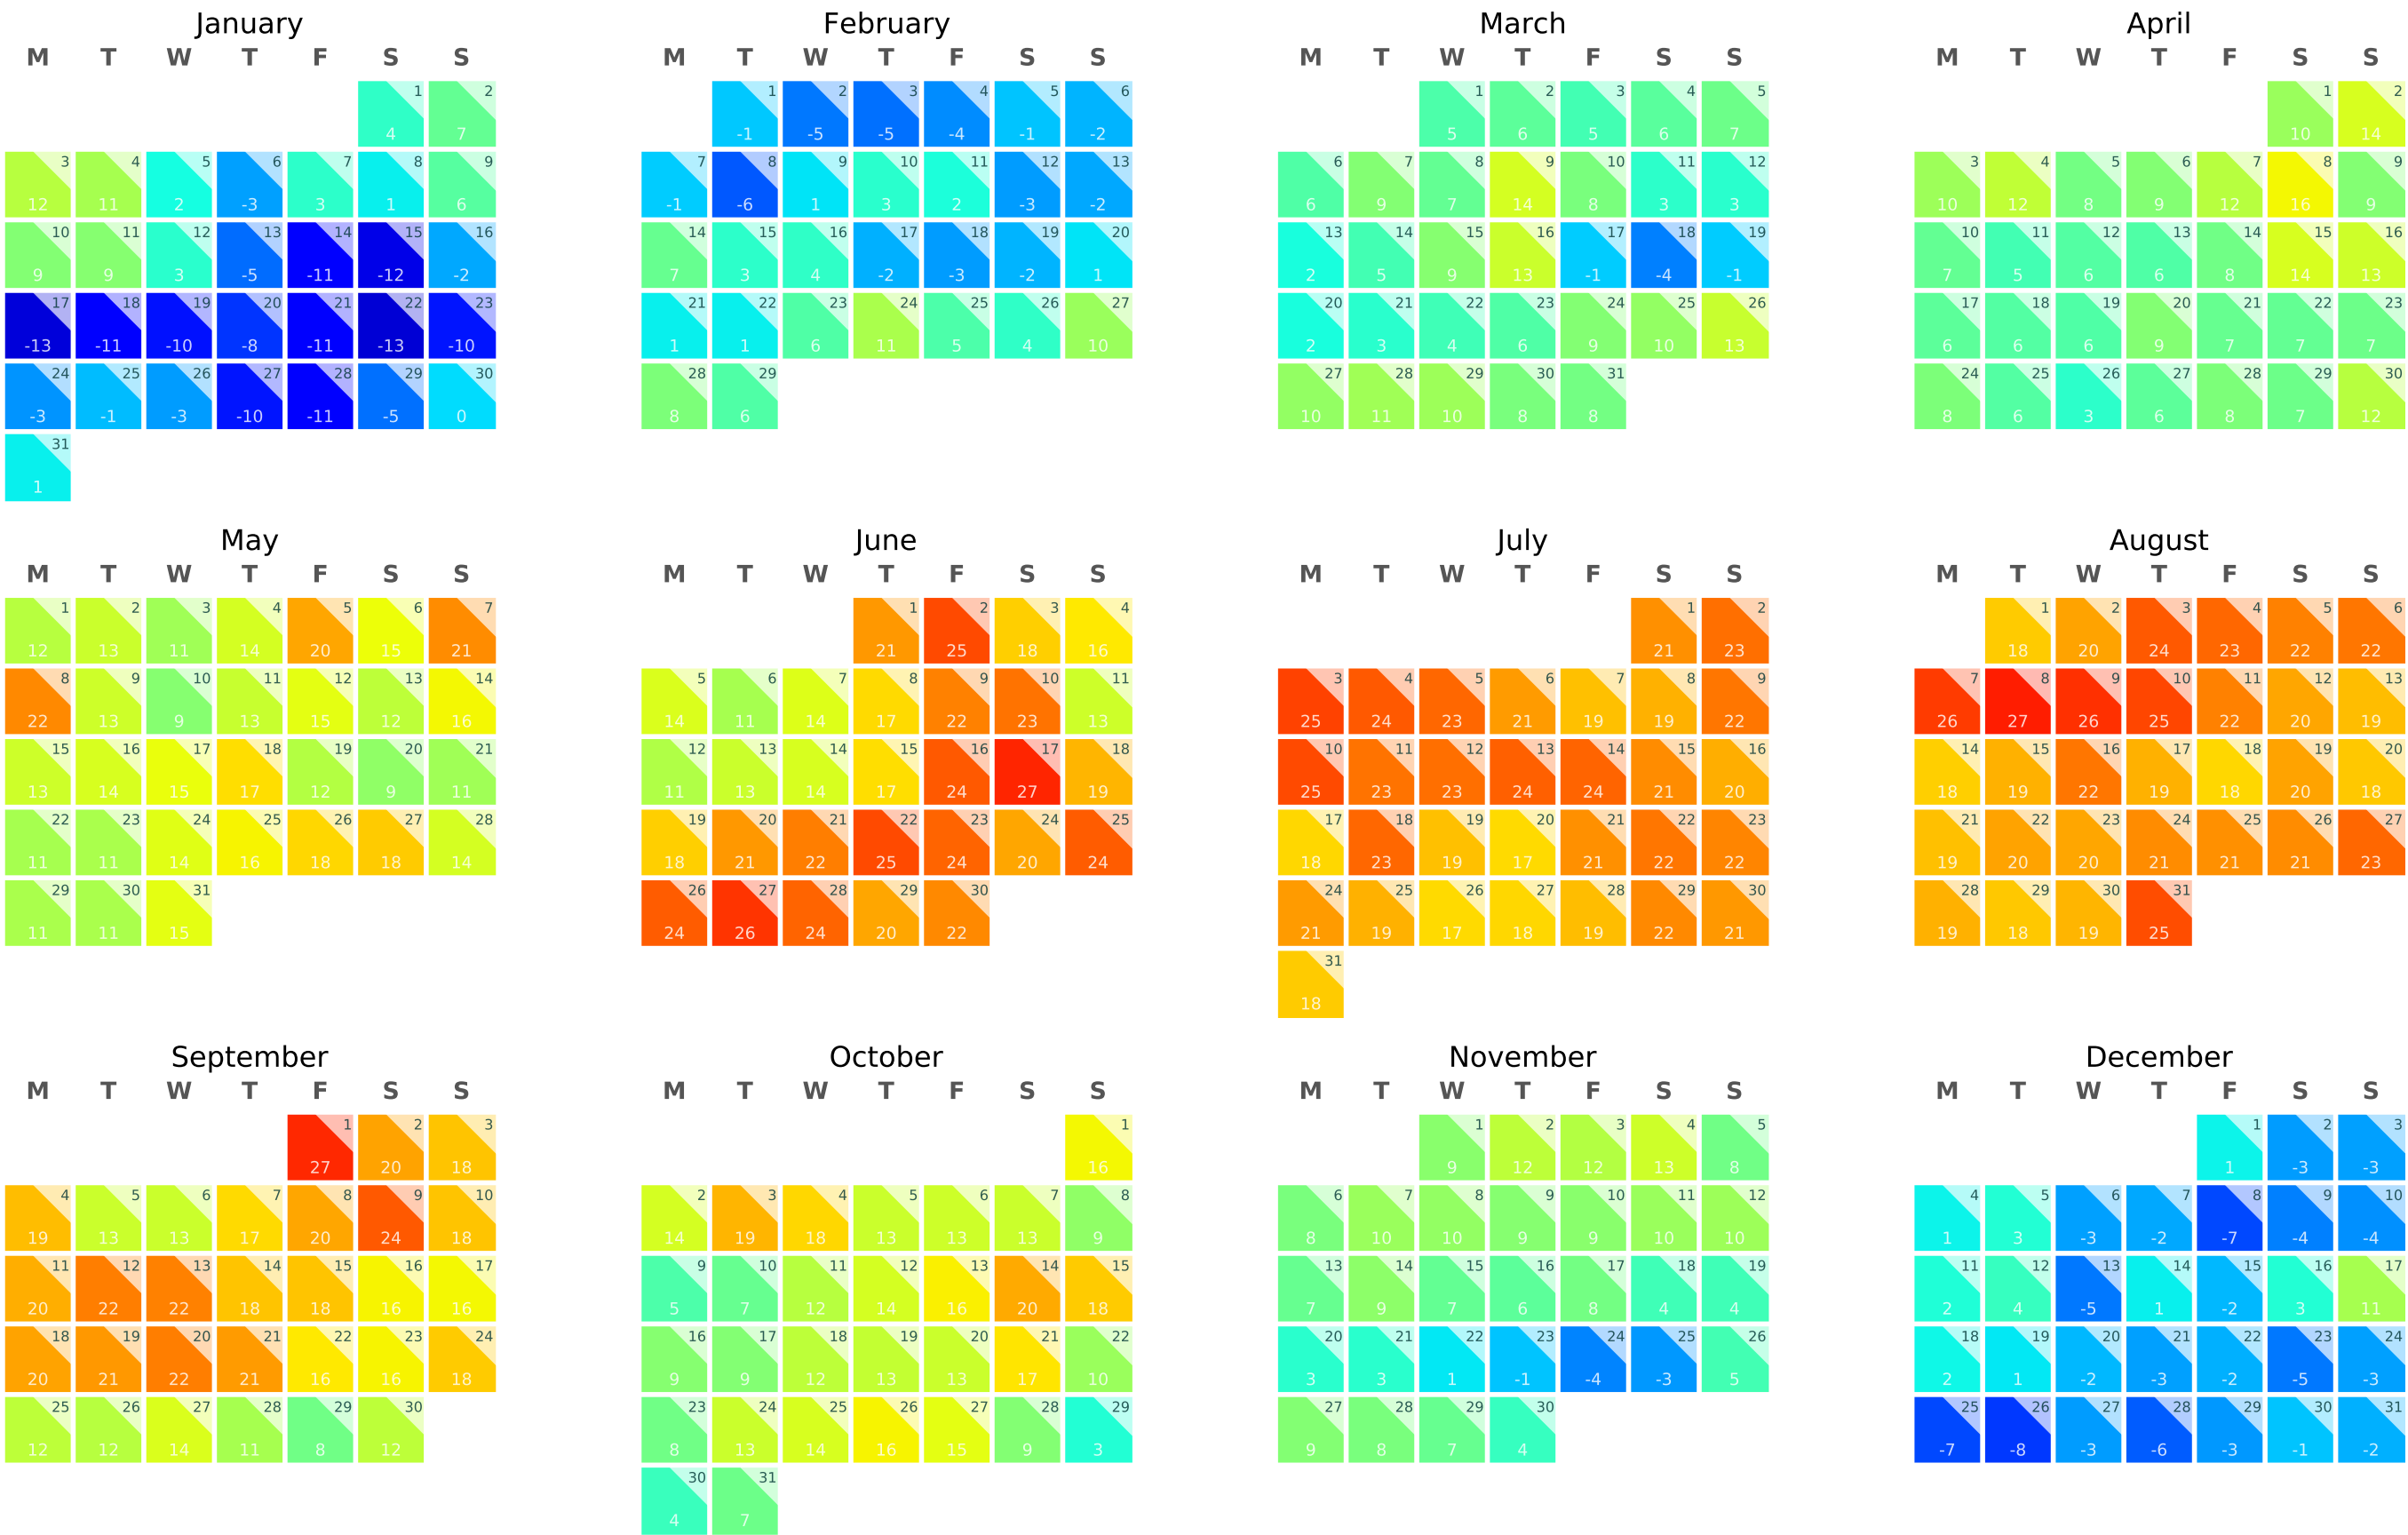 January February March April
M T W T F S S M T W T F S S M T W T F S S M T W T F S S
1 2 1 2 3 4 5 6 1 2 3 4 5 1 2
4 7 -1 -5 -5 -4 -1 -2 5 6 5 6 7 10 14
3 4 5 6 7 8 9 7 8 9 10 11 12 13 6 7 8 9 10 11 12 3 4 5 6 7 8 9
12 11 2 -3 3 1 6 -1 -6 1 3 2 -3 -2 6 9 7 14 8 3 3 10 12 8 9 12 16 9
10 11 12 13 14 15 16 14 15 16 17 18 19 20 13 14 15 16 17 18 19 10 11 12 13 14 15 16
9 9 3 -5 -11 -12 -2 7 3 4 -2 -3 -2 1 2 5 9 13 -1 -4 -1 7 5 6 6 8 14 13
17 18 19 20 21 22 23 21 22 23 24 25 26 27 20 21 22 23 24 25 26 17 18 19 20 21 22 23
-13 -11 -10 -8 -11 -13 -10 1 1 6 11 5 4 10 2 3 4 6 9 10 13 6 6 6 9 7 7 7
24 25 26 27 28 29 30 28 29 27 28 29 30 31 24 25 26 27 28 29 30
-3 -1 -3 -10 -11 -5 0 8 6 10 11 10 8 8 8 6 3 6 8 7 12
31
1
May June July August
M T W T F S S M T W T F S S M T W T F S S M T W T F S S
1 2 3 4 5 6 7 1 2 3 4 1 2 1 2 3 4 5 6
12 13 11 14 20 15 21 21 25 18 16 21 23 18 20 24 23 22 22
8 9 10 11 12 13 14 5 6 7 8 9 10 11 3 4 5 6 7 8 9 7 8 9 10 11 12 13
22 13 9 13 15 12 16 14 11 14 17 22 23 13 25 24 23 21 19 19 22 26 27 26 25 22 20 19
15 16 17 18 19 20 21 12 13 14 15 16 17 18 10 11 12 13 14 15 16 14 15 16 17 18 19 20
13 14 15 17 12 9 11 11 13 14 17 24 27 19 25 23 23 24 24 21 20 18 19 22 19 18 20 18
22 23 24 25 26 27 28 19 20 21 22 23 24 25 17 18 19 20 21 22 23 21 22 23 24 25 26 27
11 11 14 16 18 18 14 18 21 22 25 24 20 24 18 23 19 17 21 22 22 19 20 20 21 21 21 23
29 30 31 26 27 28 29 30 24 25 26 27 28 29 30 28 29 30 31
11 11 15 24 26 24 20 22 21 19 17 18 19 22 21 19 18 19 25
31
18
September October November December
M T W T F S S M T W T F S S M T W T F S S M T W T F S S
1 2 3 1 1 2 3 4 5 1 2 3
27 20 18 16 9 12 12 13 8 1 -3 -3
4 5 6 7 8 9 10 2 3 4 5 6 7 8 6 7 8 9 10 11 12 4 5 6 7 8 9 10
19 13 13 17 20 24 18 14 19 18 13 13 13 9 8 10 10 9 9 10 10 1 3 -3 -2 -7 -4 -4
11 12 13 14 15 16 17 9 10 11 12 13 14 15 13 14 15 16 17 18 19 11 12 13 14 15 16 17
20 22 22 18 18 16 16 5 7 12 14 16 20 18 7 9 7 6 8 4 4 2 4 -5 1 -2 3 11
18 19 20 21 22 23 24 16 17 18 19 20 21 22 20 21 22 23 24 25 26 18 19 20 21 22 23 24
20 21 22 21 16 16 18 9 9 12 13 13 17 10 3 3 1 -1 -4 -3 5 2 1 -2 -3 -2 -5 -3
25 26 27 28 29 30 23 24 25 26 27 28 29 27 28 29 30 25 26 27 28 29 30 31
12 12 14 11 8 12 8 13 14 16 15 9 3 9 8 7 4 -7 -8 -3 -6 -3 -1 -2
30 31
4 7